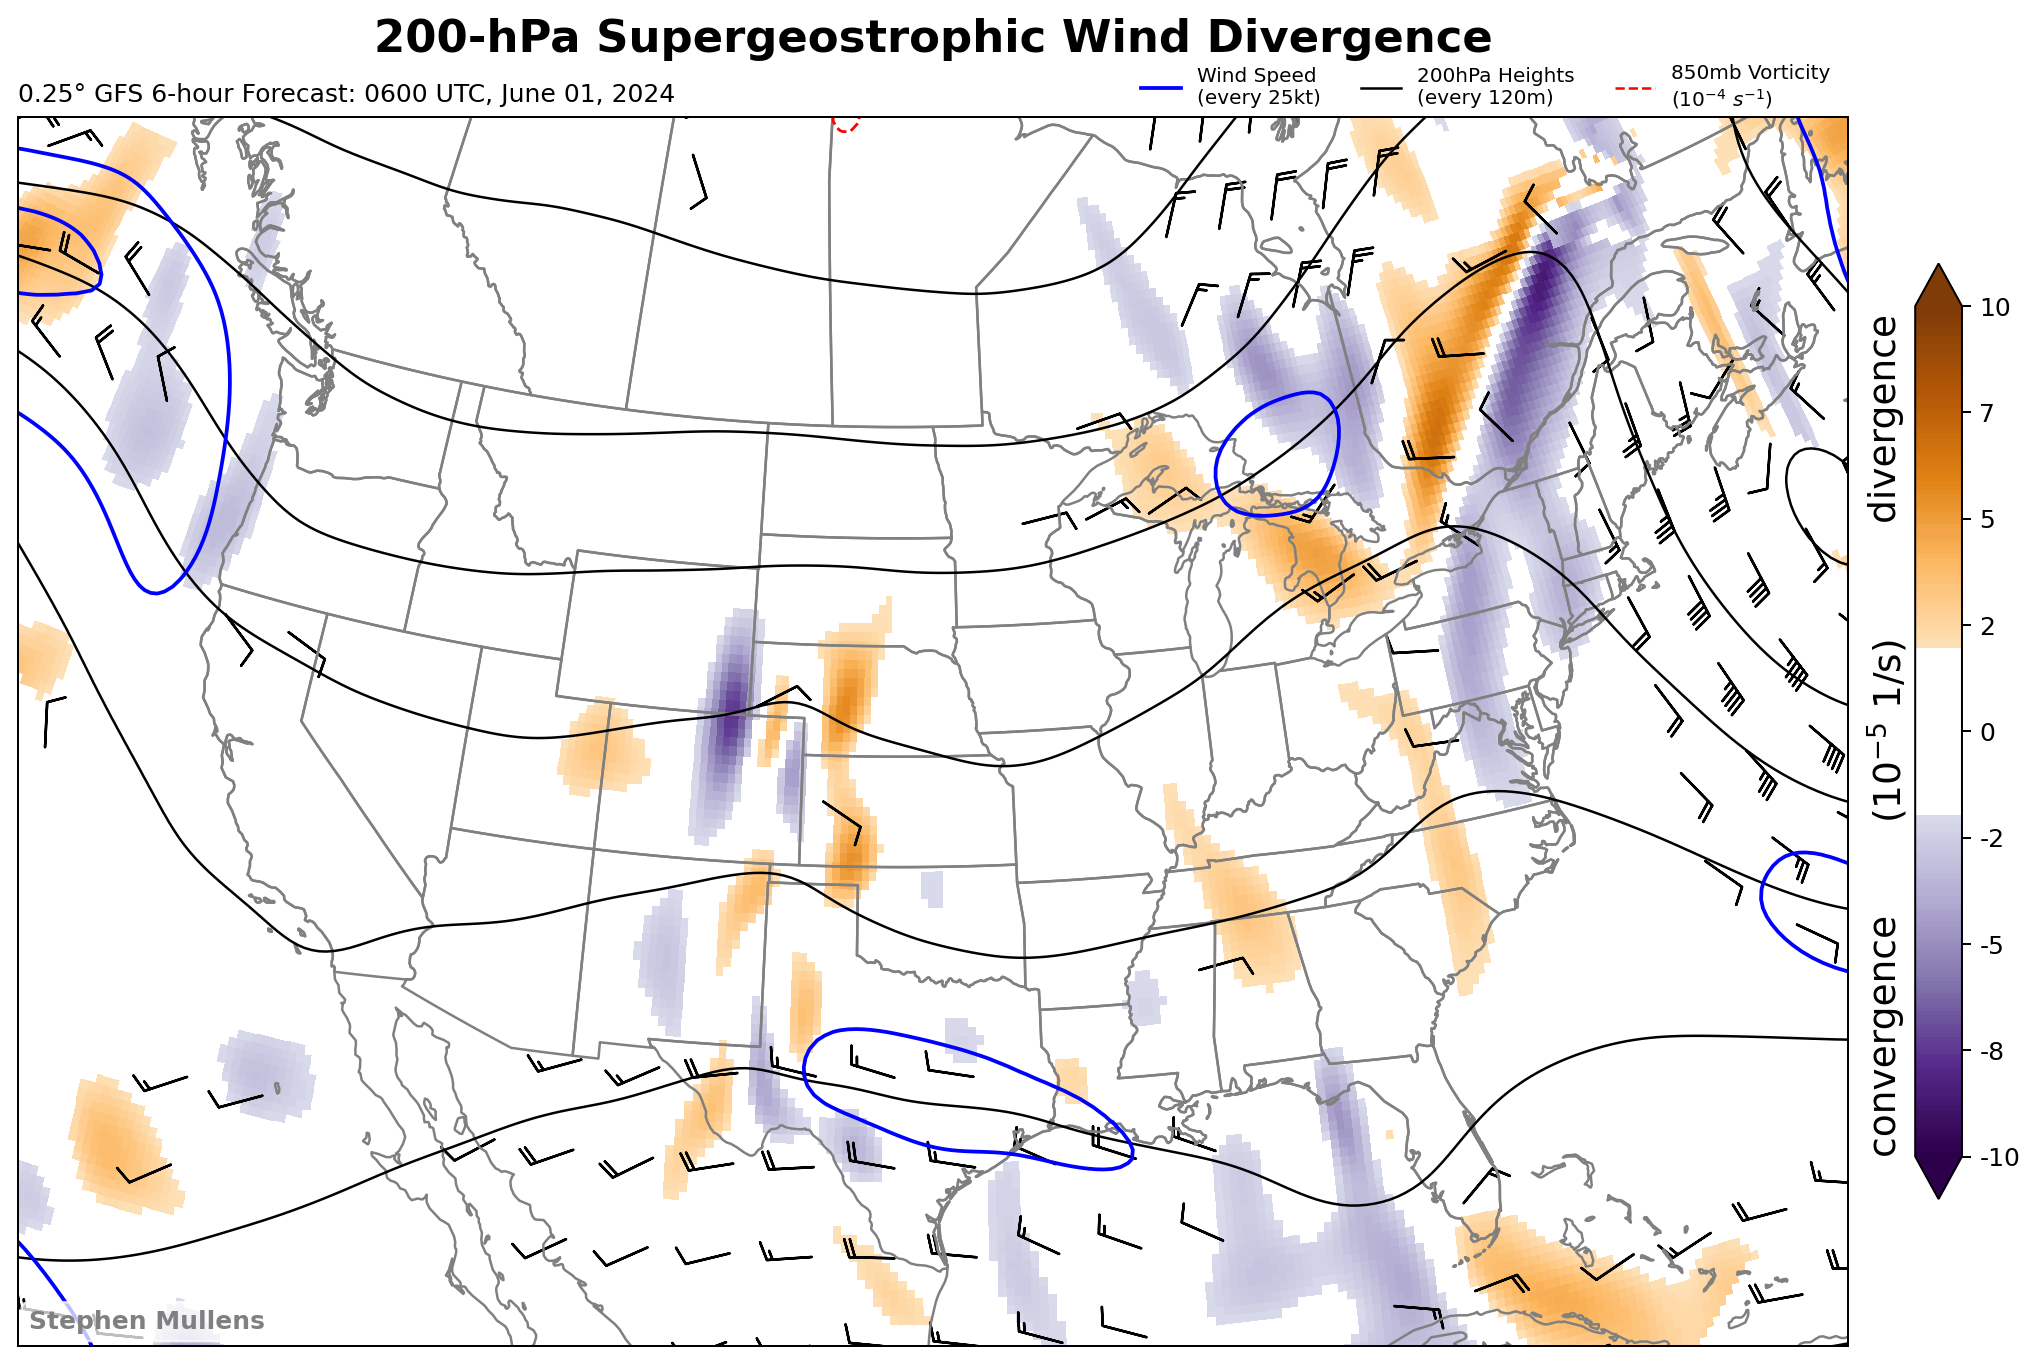 200-hPa Supergeostrophic Wind Divergence
0.25° GFS 6-hour Forecast: 0600 UTC, June 01, 2024
Wind Speed
(every 25kt)
200hPa Heights
(every 120m)
850mb Vorticity
(10⁻⁴ s⁻¹)
10
7
5
2
0
-2
-5
-8
-10
convergence (10⁻⁵ 1/s) divergence
Stephen Mullens